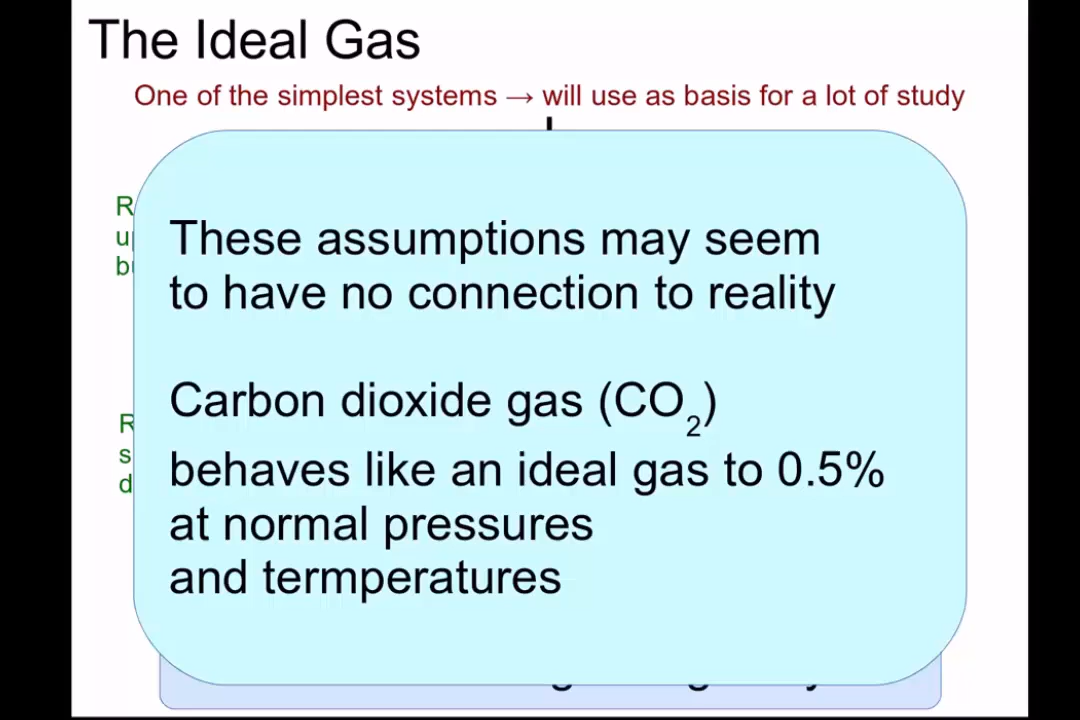 The Ideal Gas
One of the simplest systems → will use as basis for a lot of study
These assumptions may seem
to have no connection to reality
Carbon dioxide gas (CO₂)
behaves like an ideal gas to 0.5%
at normal pressures
and termperatures